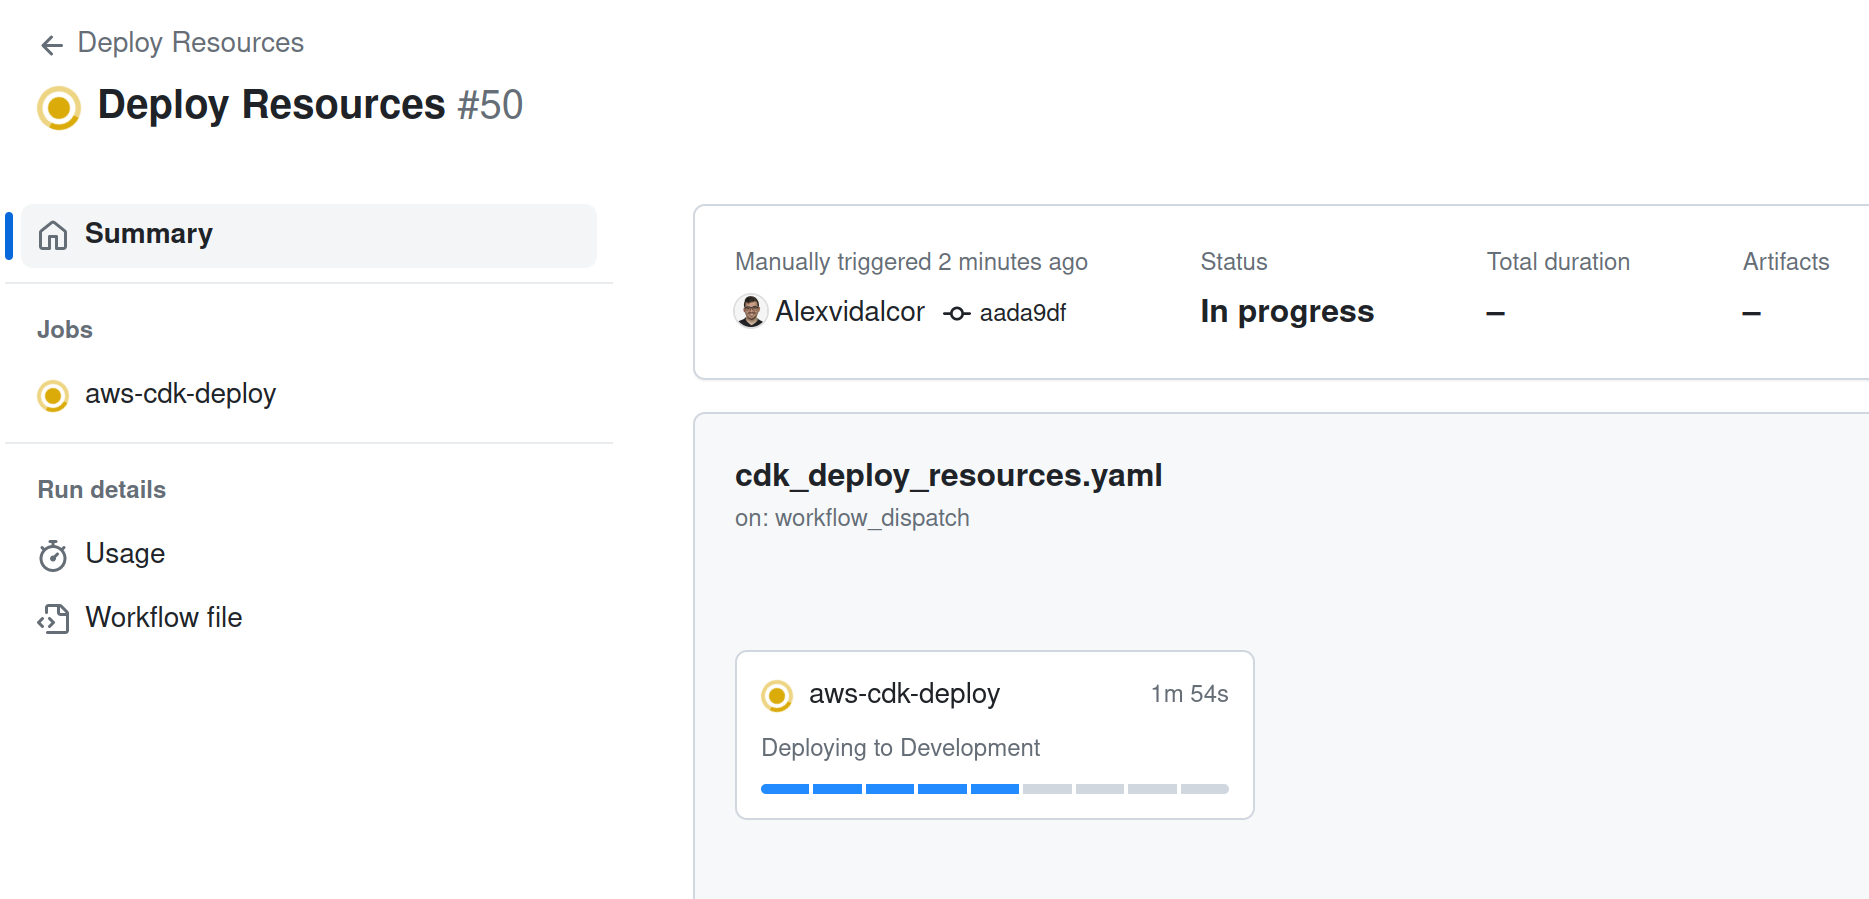 Deploy Resources
Deploy Resources #50
Summary
Jobs
aws-cdk-deploy
Run details
Usage
Workflow file
Manually triggered 2 minutes ago
Alexvidalcor aada9df
Status
In progress
Total duration
–
Artifacts
–
cdk_deploy_resources.yaml
on: workflow_dispatch
aws-cdk-deploy 1m 54s
Deploying to Development